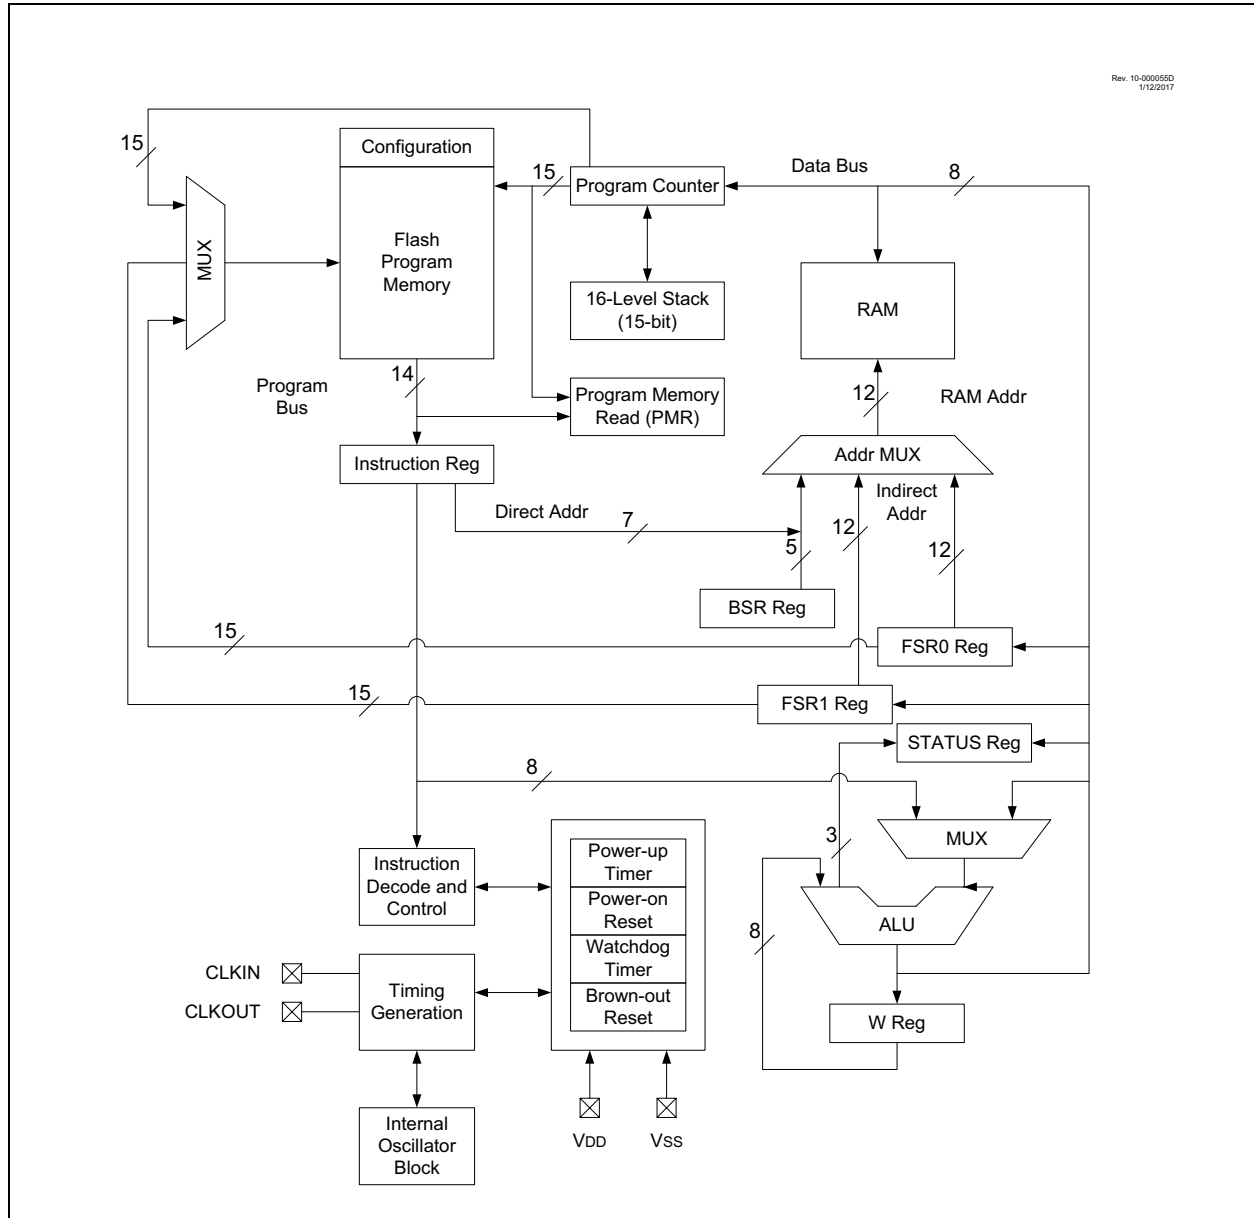 Rev. 10-000055D
1/12/2017
15
Configuration
15
Program Counter
Data Bus
8
MUX
Flash
Program
Memory
16-Level Stack
(15-bit)
RAM
14
Program
Bus
Program Memory
Read (PMR)
12
RAM Addr
Addr MUX
Instruction Reg
Indirect
Addr
Direct Addr
7
5
12
12
BSR Reg
15
FSR0 Reg
15
FSR1 Reg
STATUS Reg
8
3
MUX
Instruction
Decode and
Control
Power-up
Timer
Power-on
Reset
Watchdog
Timer
Brown-out
Reset
8
ALU
CLKIN
CLKOUT
Timing
Generation
W Reg
Internal
Oscillator
Block
VDD
VSS